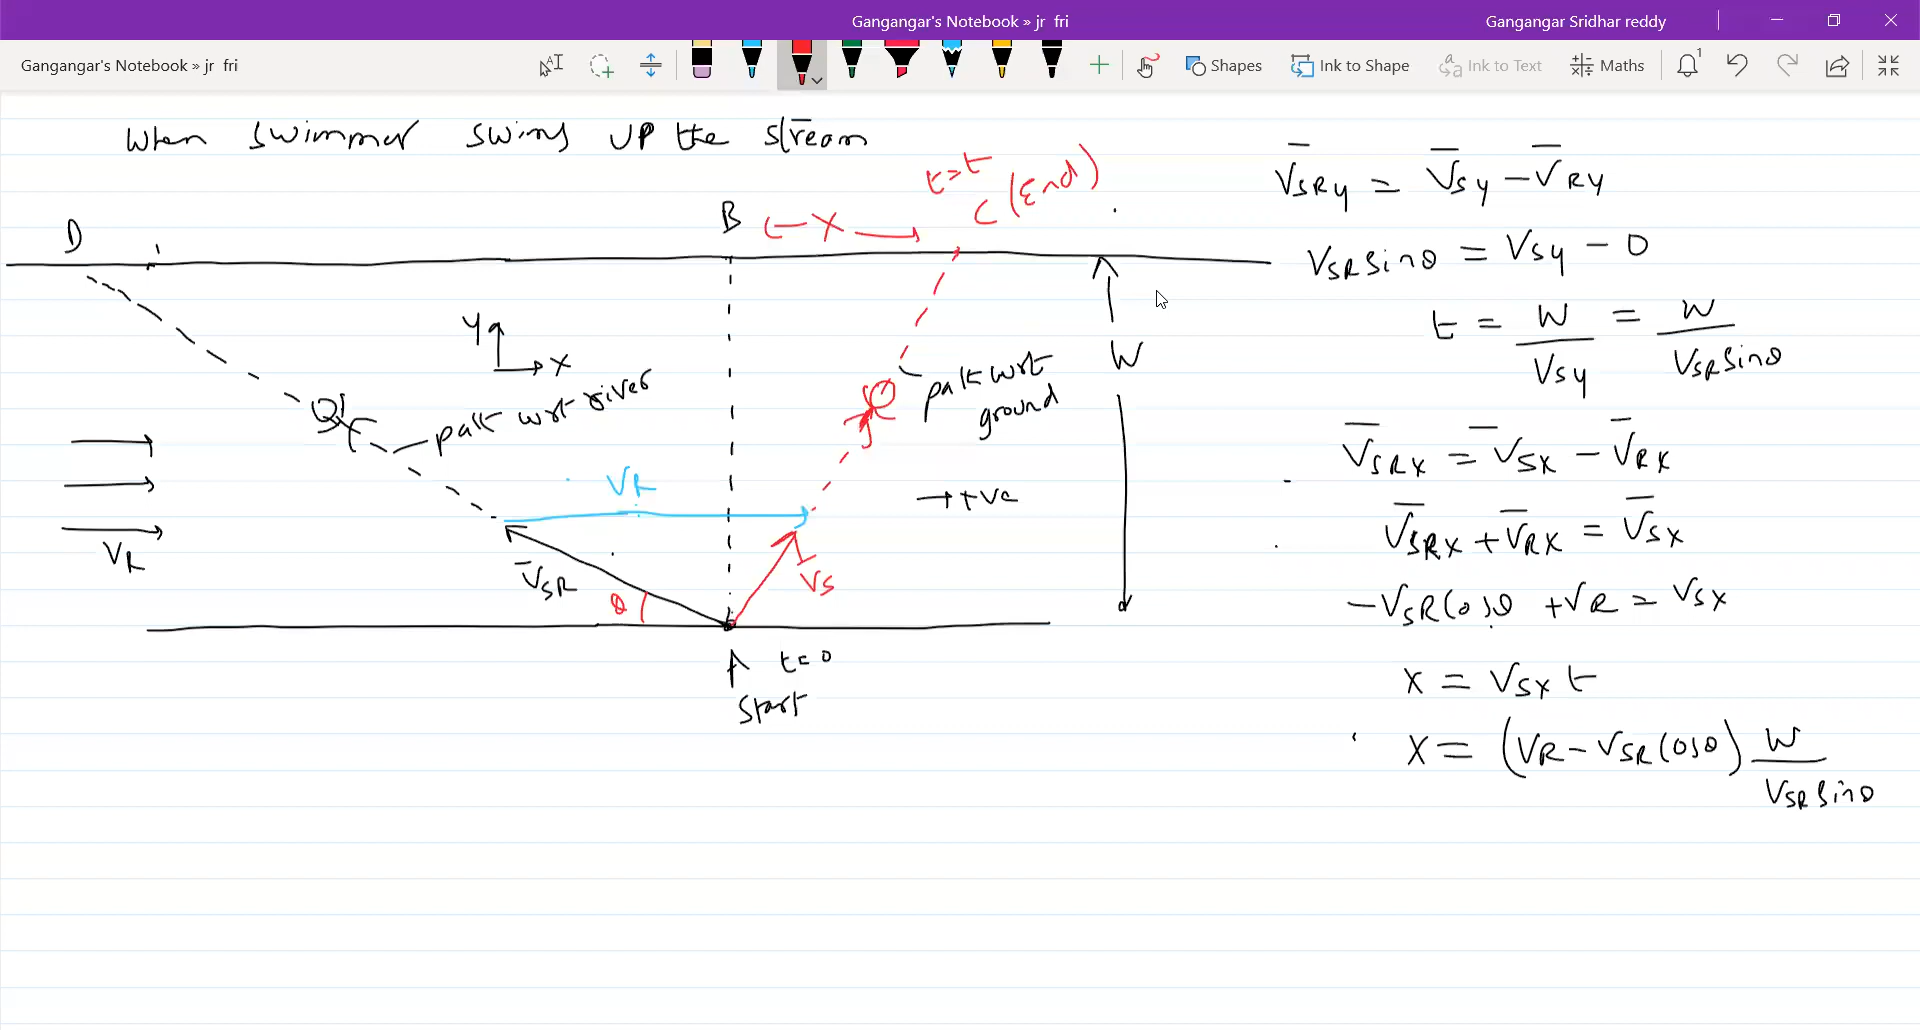 Gangangar's Notebook » jr fri
Gangangar Sridhar reddy
Gangangar's Notebook » jr fri
Shapes
Ink to Shape
Ink to Text
Maths
When swimmer swims up the stream
t=t
C (End)
D
B
X
Y
X
W
path wrt river
path wrt ground
VR
→ +ve
VR
V̅SR
θ
VS
A t=0
Start
V̅SRy = V̅Sy − V̅Ry
VSR sinθ = VSy − 0
t = W/VSy = W/VSR sinθ
V̅SRX = V̅SX − V̅RX
V̅SRX + V̅RX = V̅SX
−VSR cosθ + VR = VSX
X = VSX t
X = (VR − VSR cosθ) W/VSR sinθ